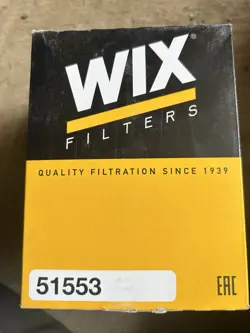 WIX®
FILTERS
QUALITY FILTRATION SINCE 1939
51553
EAC